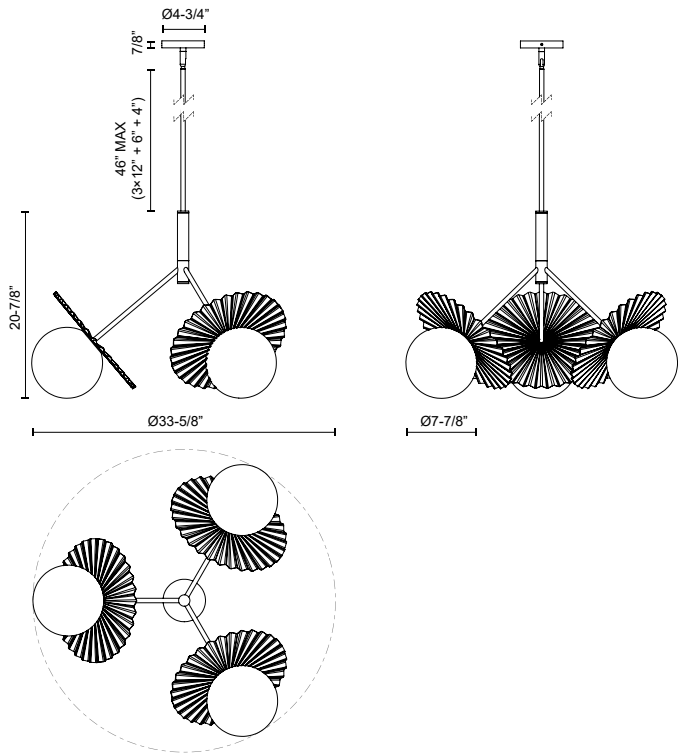 Ø4-3/4”
7/8”
46” MAX
(3×12” + 6” + 4”)
20-7/8”
Ø33-5/8”
Ø7-7/8”